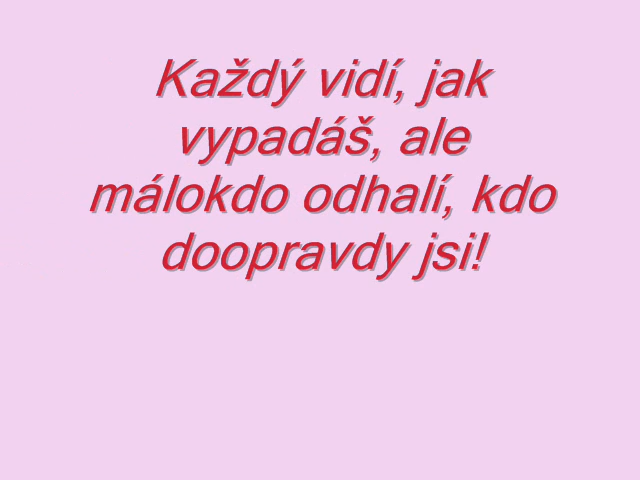 Každý vidí, jak
vypadáš, ale
málokdo odhalí, kdo
doopravdy jsi!